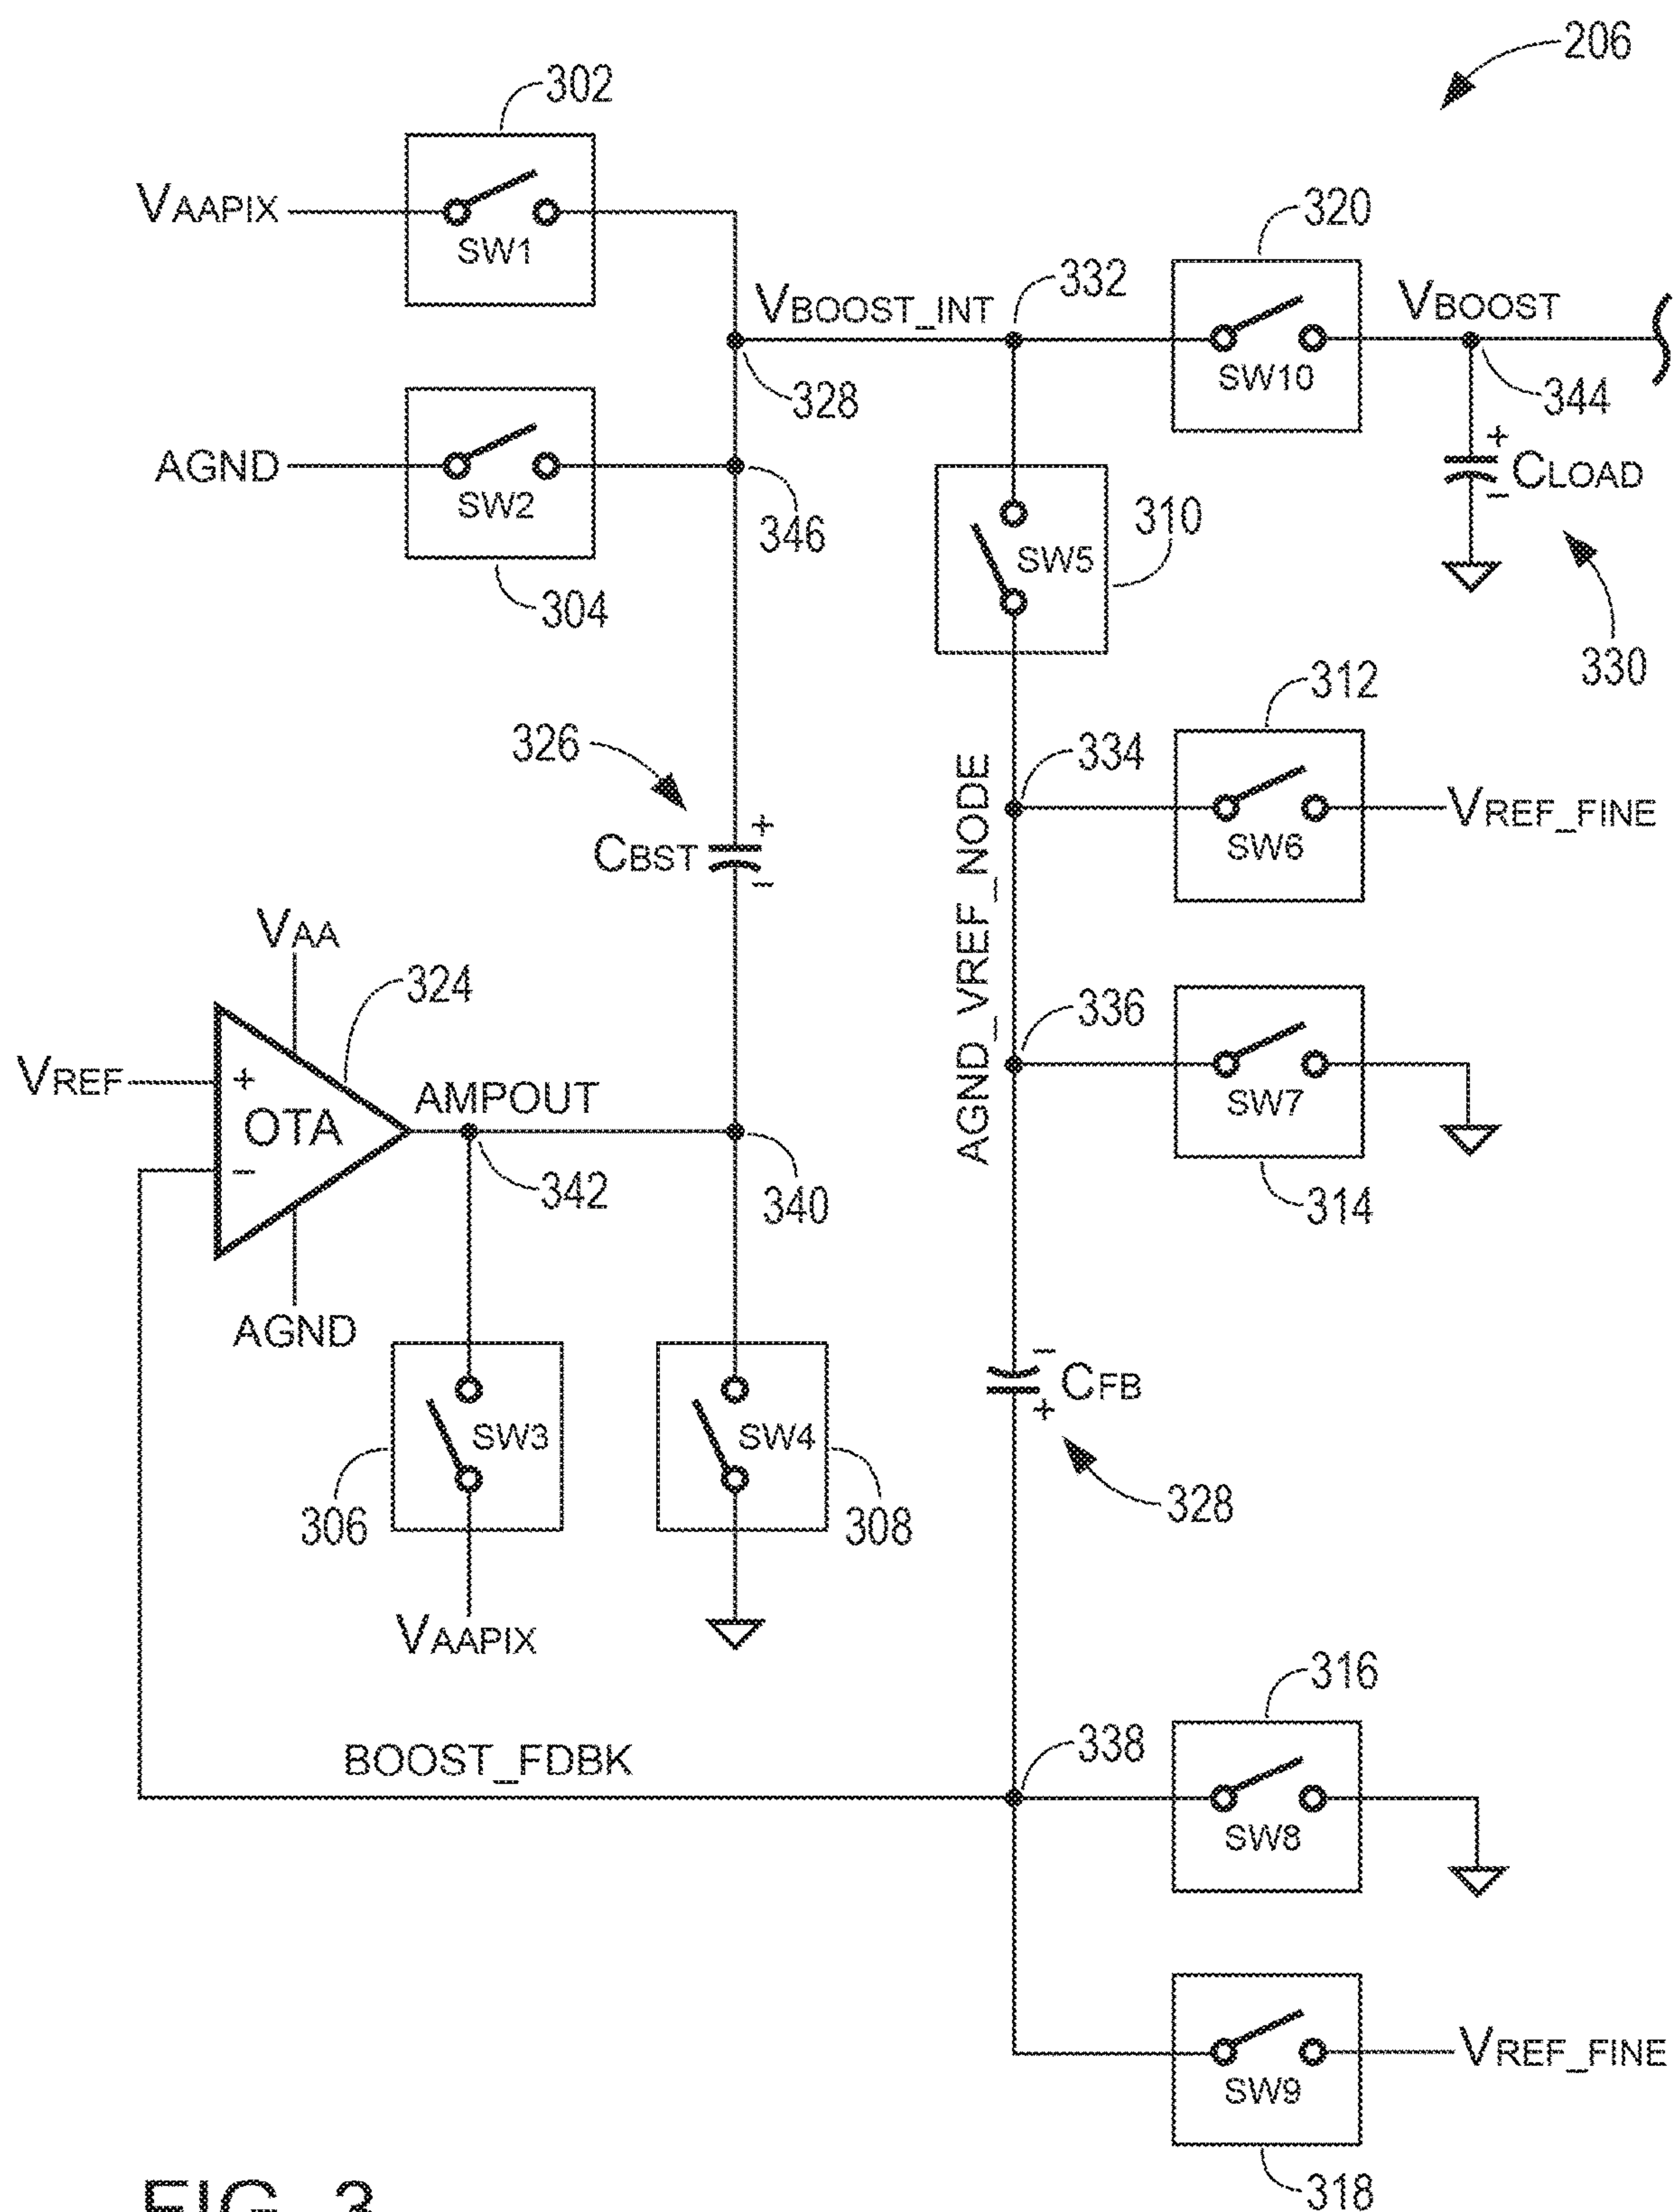 206
302
VAAPIX
SW1
320
VBOOST_INT
332
VBOOST
SW10
328
344
AGND
SW2
346
304
+
CLOAD
−
310
SW5
330
312
326
334
SW6
VREF_FINE
+
CBST
−
AGND_VREF_NODE
VAA
324
336
SW7
VREF
+
OTA
−
AMPOUT
342
340
314
AGND
−
CFB
+
SW3
SW4
306
308
328
VAAPIX
316
BOOST_FDBK
338
SW8
SW9
VREF_FINE
318
FIG. 3